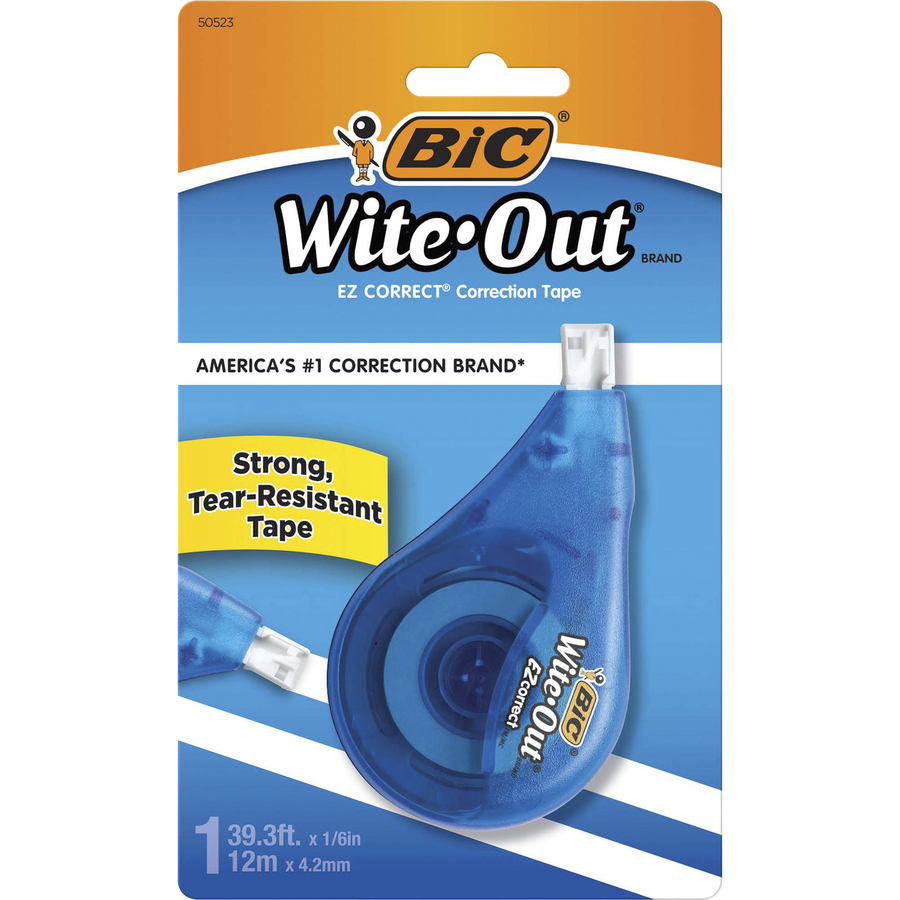 50523
BiC®
Wite•Out®
BRAND
EZ CORRECT® Correction Tape
AMERICA'S #1 CORRECTION BRAND*
Strong,
Tear-Resistant
Tape
BiC®
Wite•Out®
BRAND
EZcorrect
1 39.3ft. x 1/6in
12m x 4.2mm